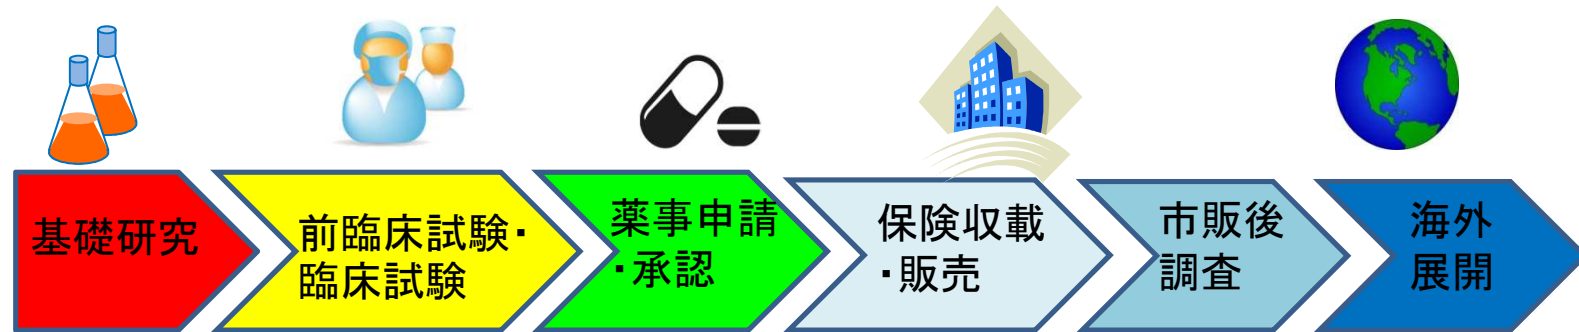 基礎研究
前臨床試験・
臨床試験
薬事申請
・承認
保険収載
・販売
市販後
調査
海外
展開